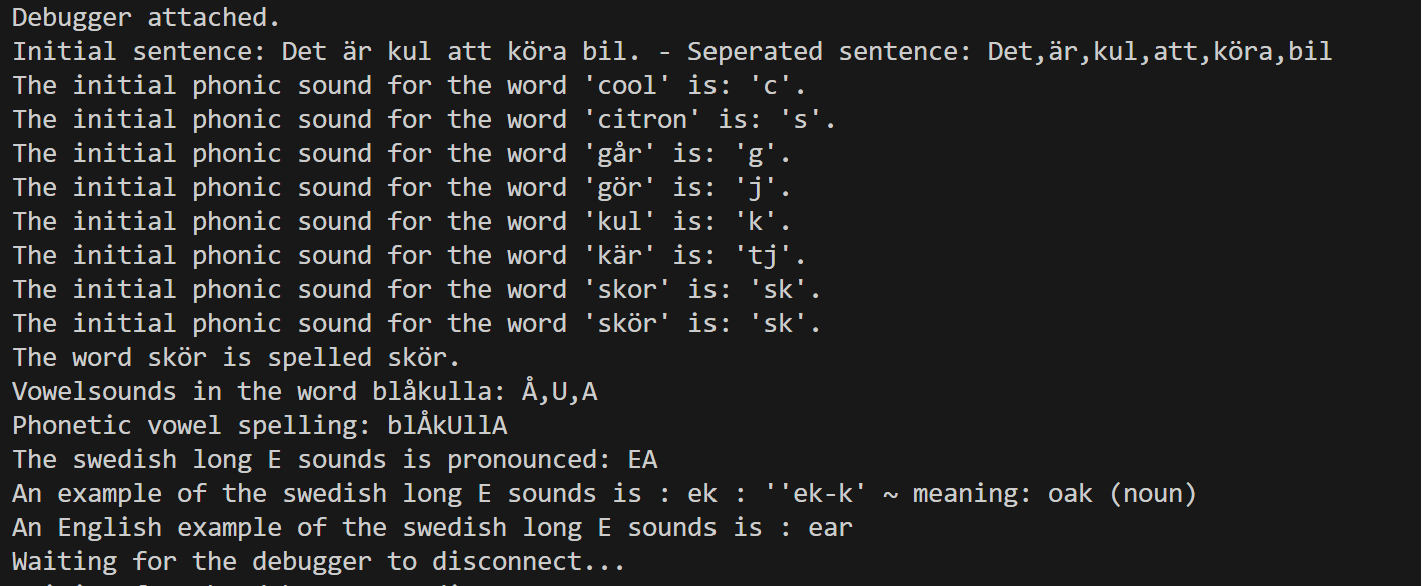 Debugger attached.
Initial sentence: Det är kul att köra bil. - Seperated sentence: Det,är,kul,att,köra,bil
The initial phonic sound for the word 'cool' is: 'c'.
The initial phonic sound for the word 'citron' is: 's'.
The initial phonic sound for the word 'går' is: 'g'.
The initial phonic sound for the word 'gör' is: 'j'.
The initial phonic sound for the word 'kul' is: 'k'.
The initial phonic sound for the word 'kär' is: 'tj'.
The initial phonic sound for the word 'skor' is: 'sk'.
The initial phonic sound for the word 'skör' is: 'sk'.
The word skör is spelled skör.
Vowelsounds in the word blåkulla: Å,U,A
Phonetic vowel spelling: blÅkUllA
The swedish long E sounds is pronounced: EA
An example of the swedish long E sounds is : ek : ''ek-k' ~ meaning: oak (noun)
An English example of the swedish long E sounds is : ear
Waiting for the debugger to disconnect...